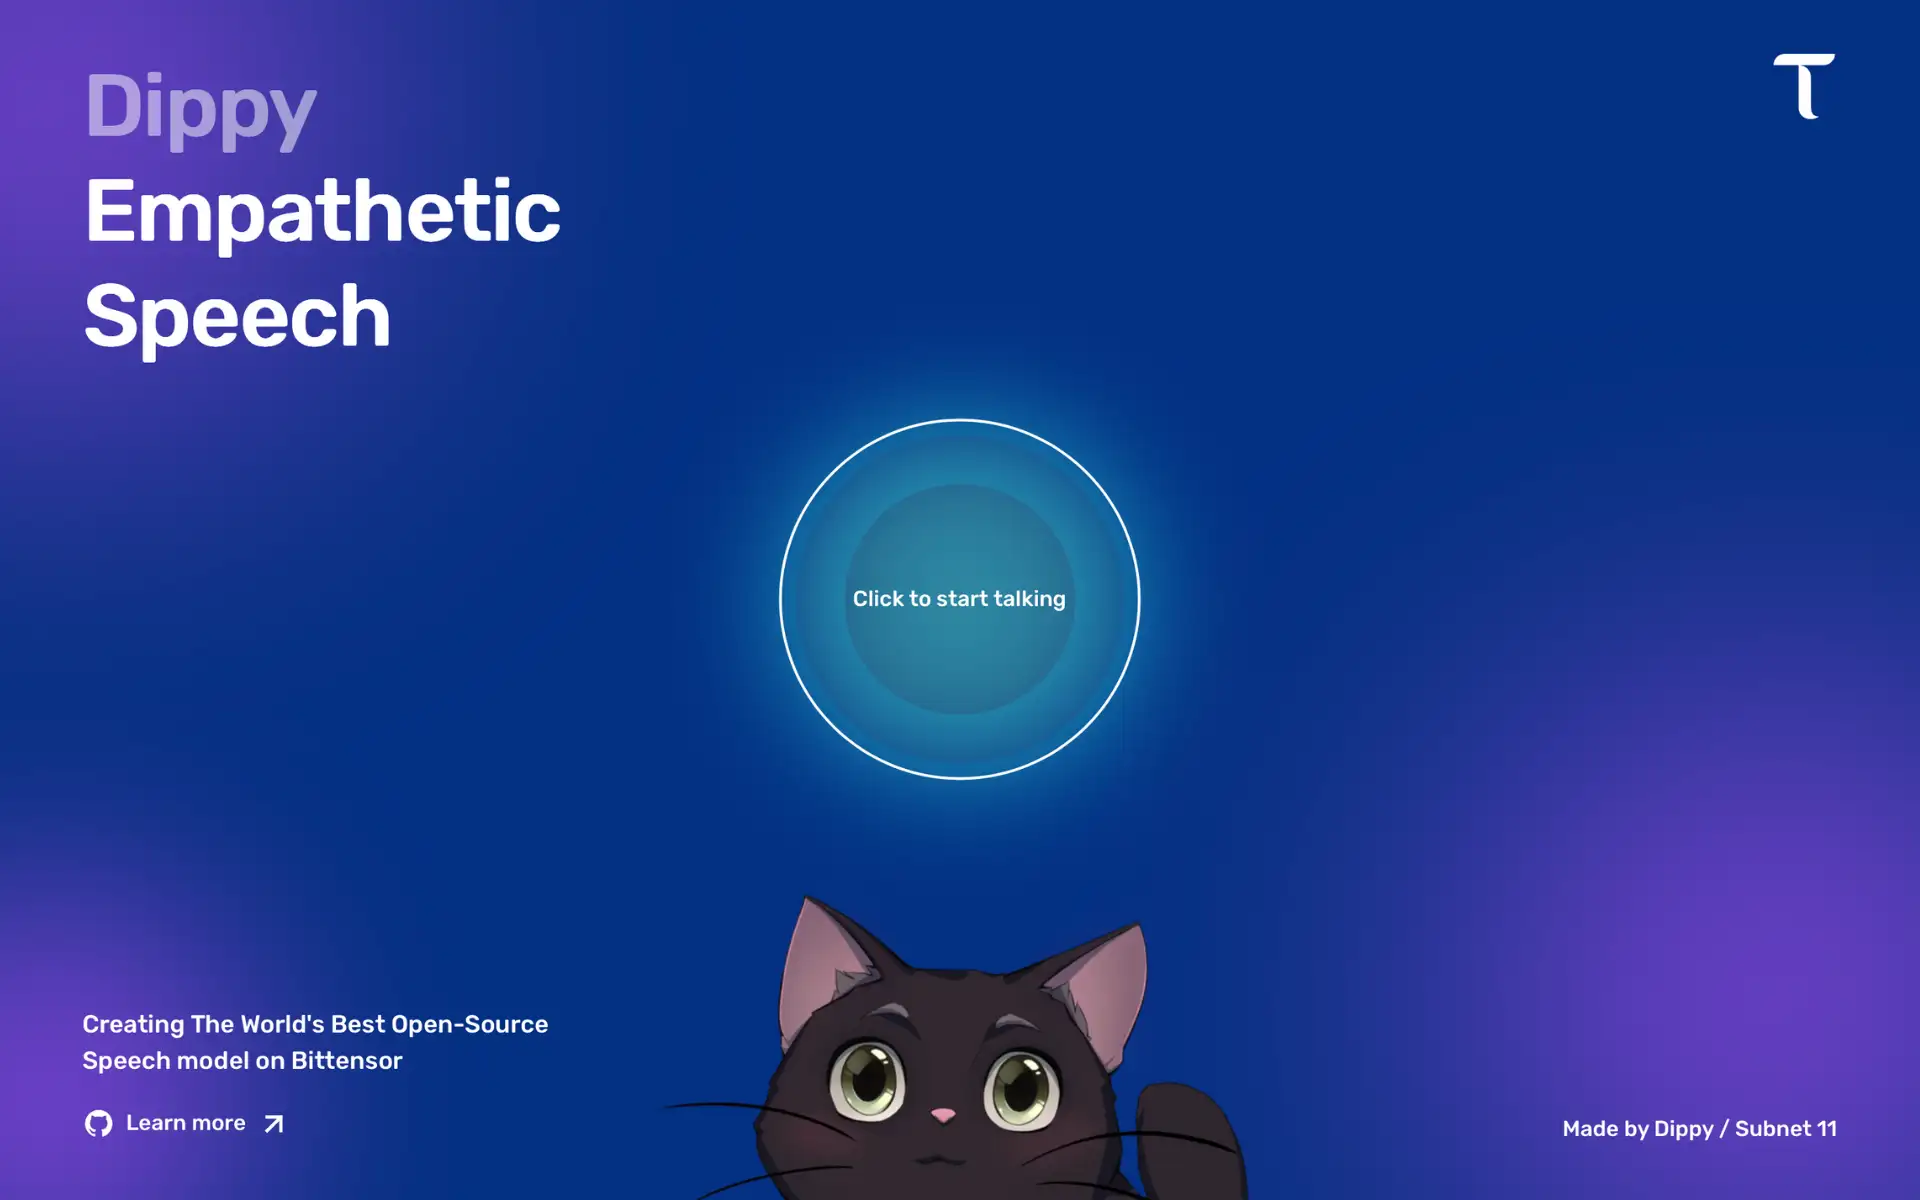 Dippy
Empathetic
Speech
Click to start talking
Creating The World's Best Open-Source
Speech model on Bittensor
Learn more
Made by Dippy / Subnet 11